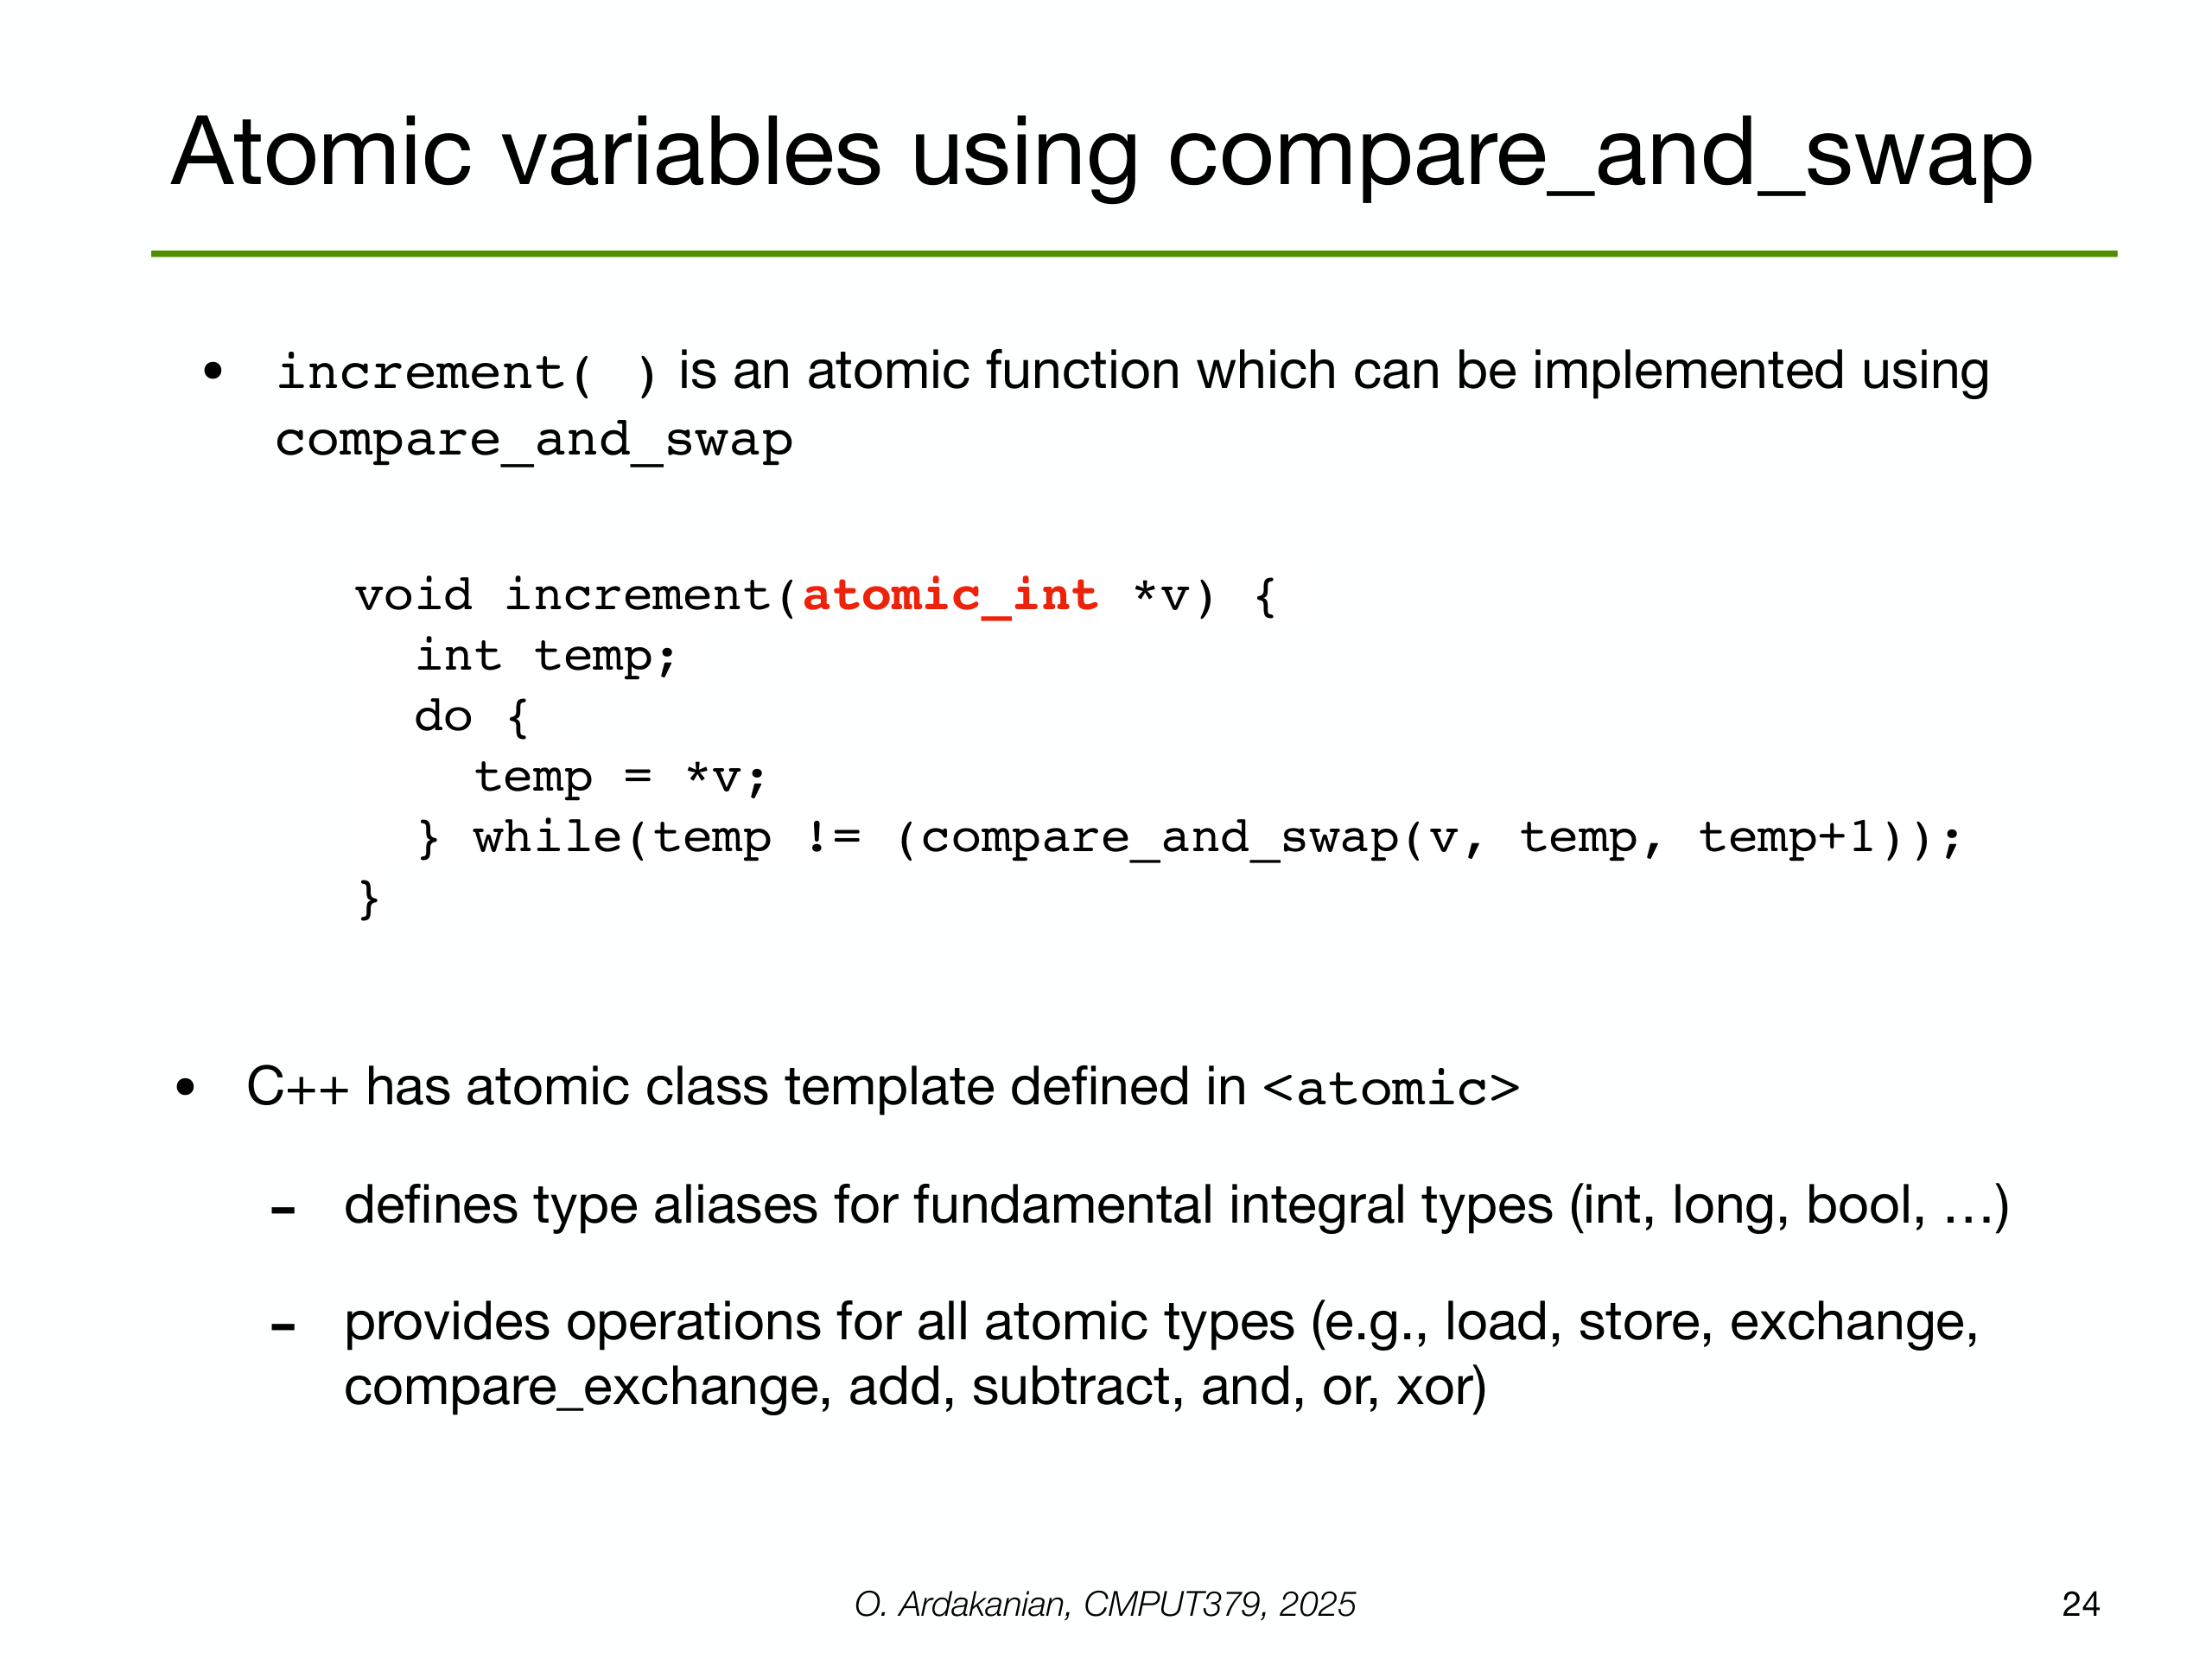 Atomic variables using compare_and_swap
• increment( ) is an atomic function which can be implemented using
compare_and_swap
void increment(atomic_int *v) {
int temp;
do {
temp = *v;
} while(temp != (compare_and_swap(v, temp, temp+1));
}
• C++ has atomic class template defined in <atomic>
- defines type aliases for fundamental integral types (int, long, bool, …)
- provides operations for all atomic types (e.g., load, store, exchange,
compare_exchange, add, subtract, and, or, xor)
O. Ardakanian, CMPUT379, 2025
24